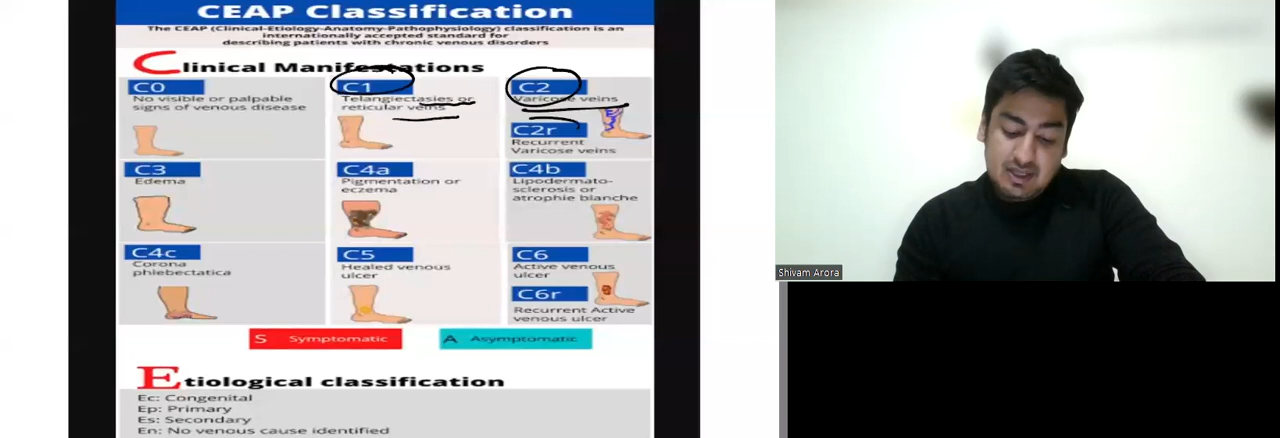 CEAP Classification
The CEAP (Clinical-Etiology-Anatomy-Pathophysiology) classification is an
internationally accepted standard for
describing patients with chronic venous disorders
Clinical Manifestations
C0
No visible or palpable
signs of venous disease
C1
Telangiectasies or
reticular veins
C2
Varicose veins
C2r
Recurrent
Varicose veins
C3
Edema
C4a
Pigmentation or
eczema
C4b
Lipodermato-
sclerosis or
atrophie blanche
C4c
Corona
phlebectatica
C5
Healed venous
ulcer
C6
Active venous
ulcer
C6r
Recurrent Active
venous ulcer
S Symptomatic
A Asymptomatic
Etiological classification
Ec: Congenital
Ep: Primary
Es: Secondary
En: No venous cause identified
Shivam Arora